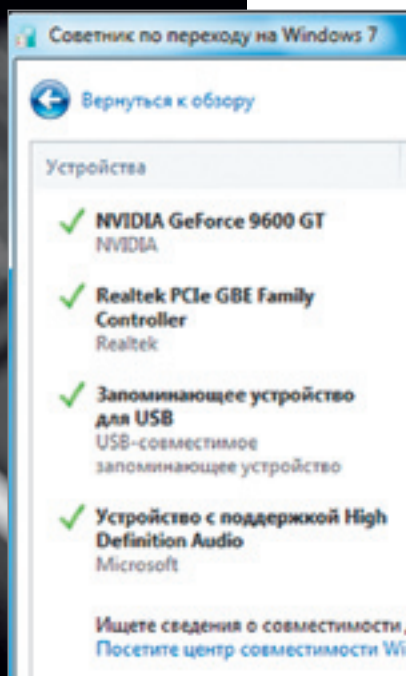 Советник по переходу на Windows 7
Вернуться к обзору
Устройства
NVIDIA GeForce 9600 GT
NVIDIA
Realtek PCIe GBE Family
Controller
Realtek
Запоминающее устройство
для USB
USB-совместимое
запоминающее устройство
Устройство с поддержкой High
Definition Audio
Microsoft
Ищете сведения о совместимости
Посетите центр совместимости Wi